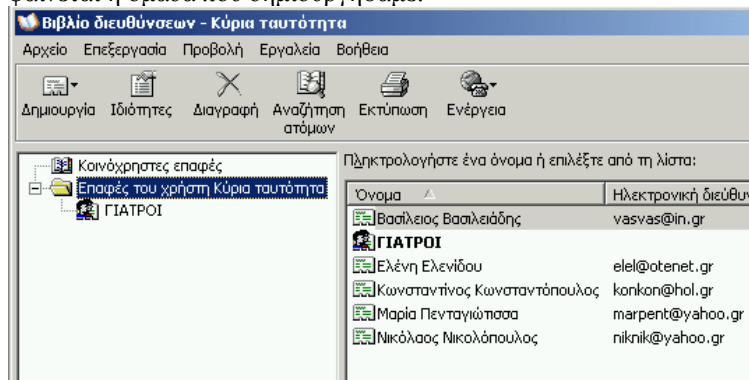 φαίνεται η ομάδα που δημιουργήσαμε.
Βιβλίο διευθύνσεων - Κύρια ταυτότητα
Αρχείο Επεξεργασία Προβολή Εργαλεία Βοήθεια
Δημιουργία Ιδιότητες Διαγραφή Αναζήτηση ατόμων Εκτύπωση Ενέργεια
Κοινόχρηστες επαφές
Επαφές του χρήστη Κύρια ταυτότητα
ΓΙΑΤΡΟΙ
Πληκτρολογήστε ένα όνομα ή επιλέξτε από τη λίστα:
Όνομα Ηλεκτρονική διεύθυν
Βασίλειος Βασιλειάδης vasvas@in.gr
ΓΙΑΤΡΟΙ
Ελένη Ελενίδου elel@otenet.gr
Κωνσταντίνος Κωνσταντόπουλος konkon@hol.gr
Μαρία Πενταγιώτισσα marpent@yahoo.gr
Νικόλαος Νικολόπουλος niknik@yahoo.gr